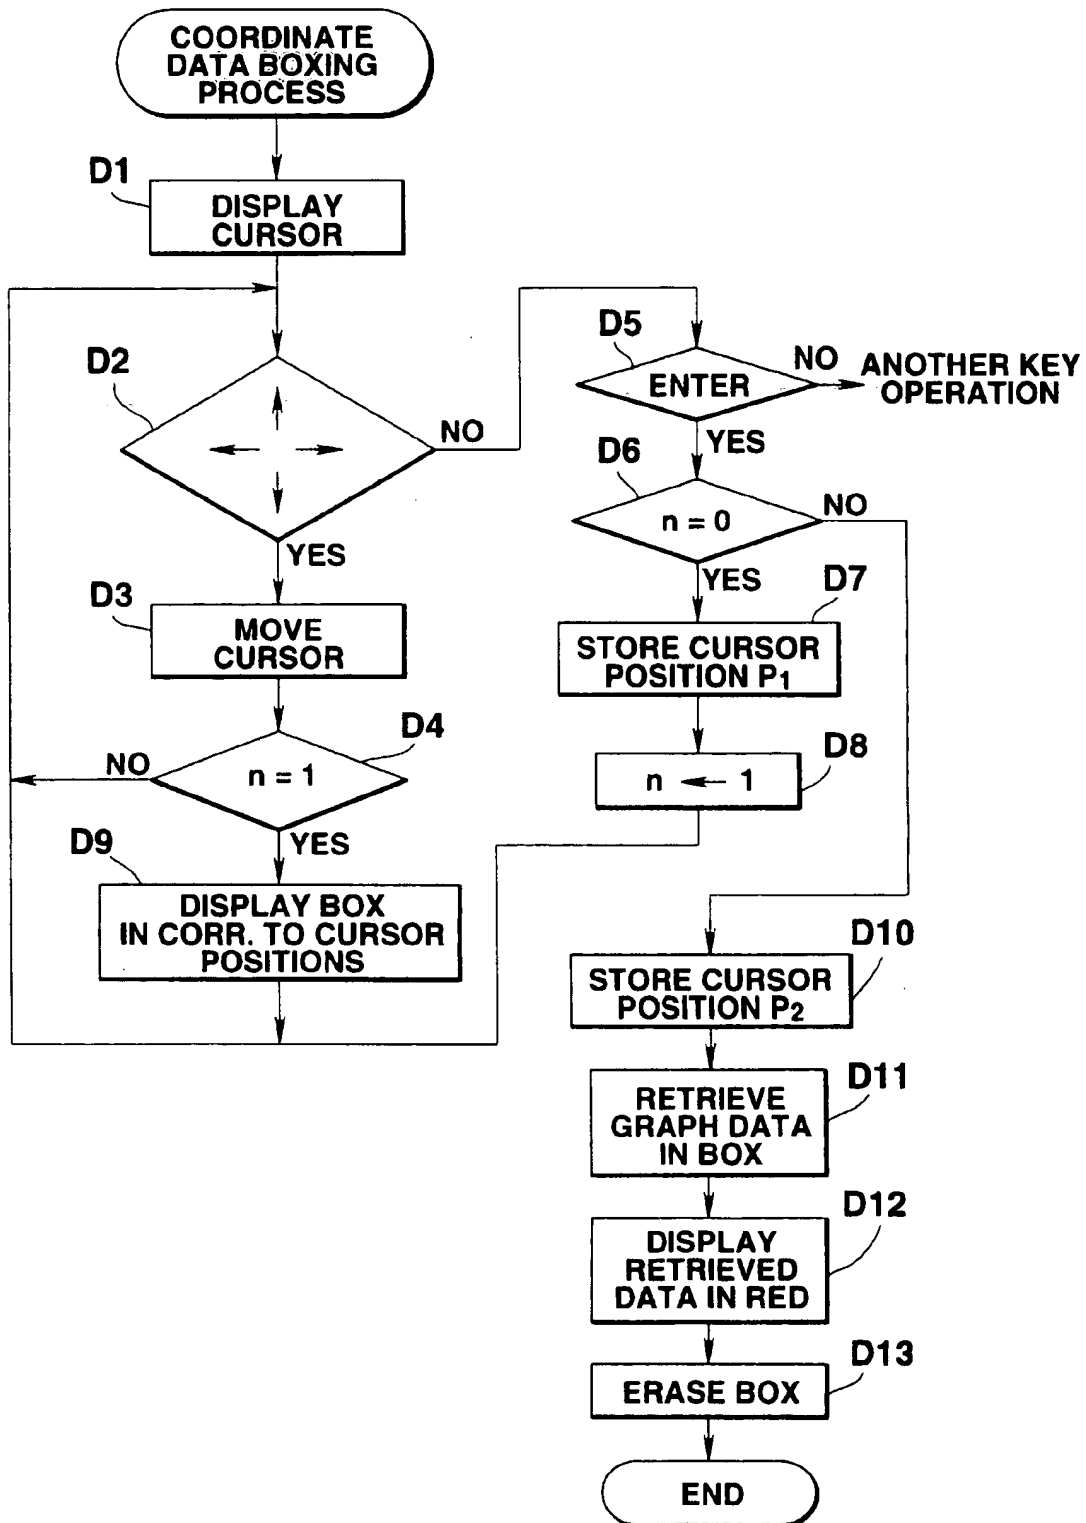 COORDINATE
DATA BOXING
PROCESS
D1
DISPLAY
CURSOR
D2
NO
YES
D3
MOVE
CURSOR
D4
NO
n = 1
YES
D9
DISPLAY BOX
IN CORR. TO CURSOR
POSITIONS
D5
ENTER
NO
ANOTHER KEY
OPERATION
YES
D6
n = 0
NO
YES
D7
STORE CURSOR
POSITION P1
D8
n ← 1
D10
STORE CURSOR
POSITION P2
D11
RETRIEVE
GRAPH DATA
IN BOX
D12
DISPLAY
RETRIEVED
DATA IN RED
D13
ERASE BOX
END